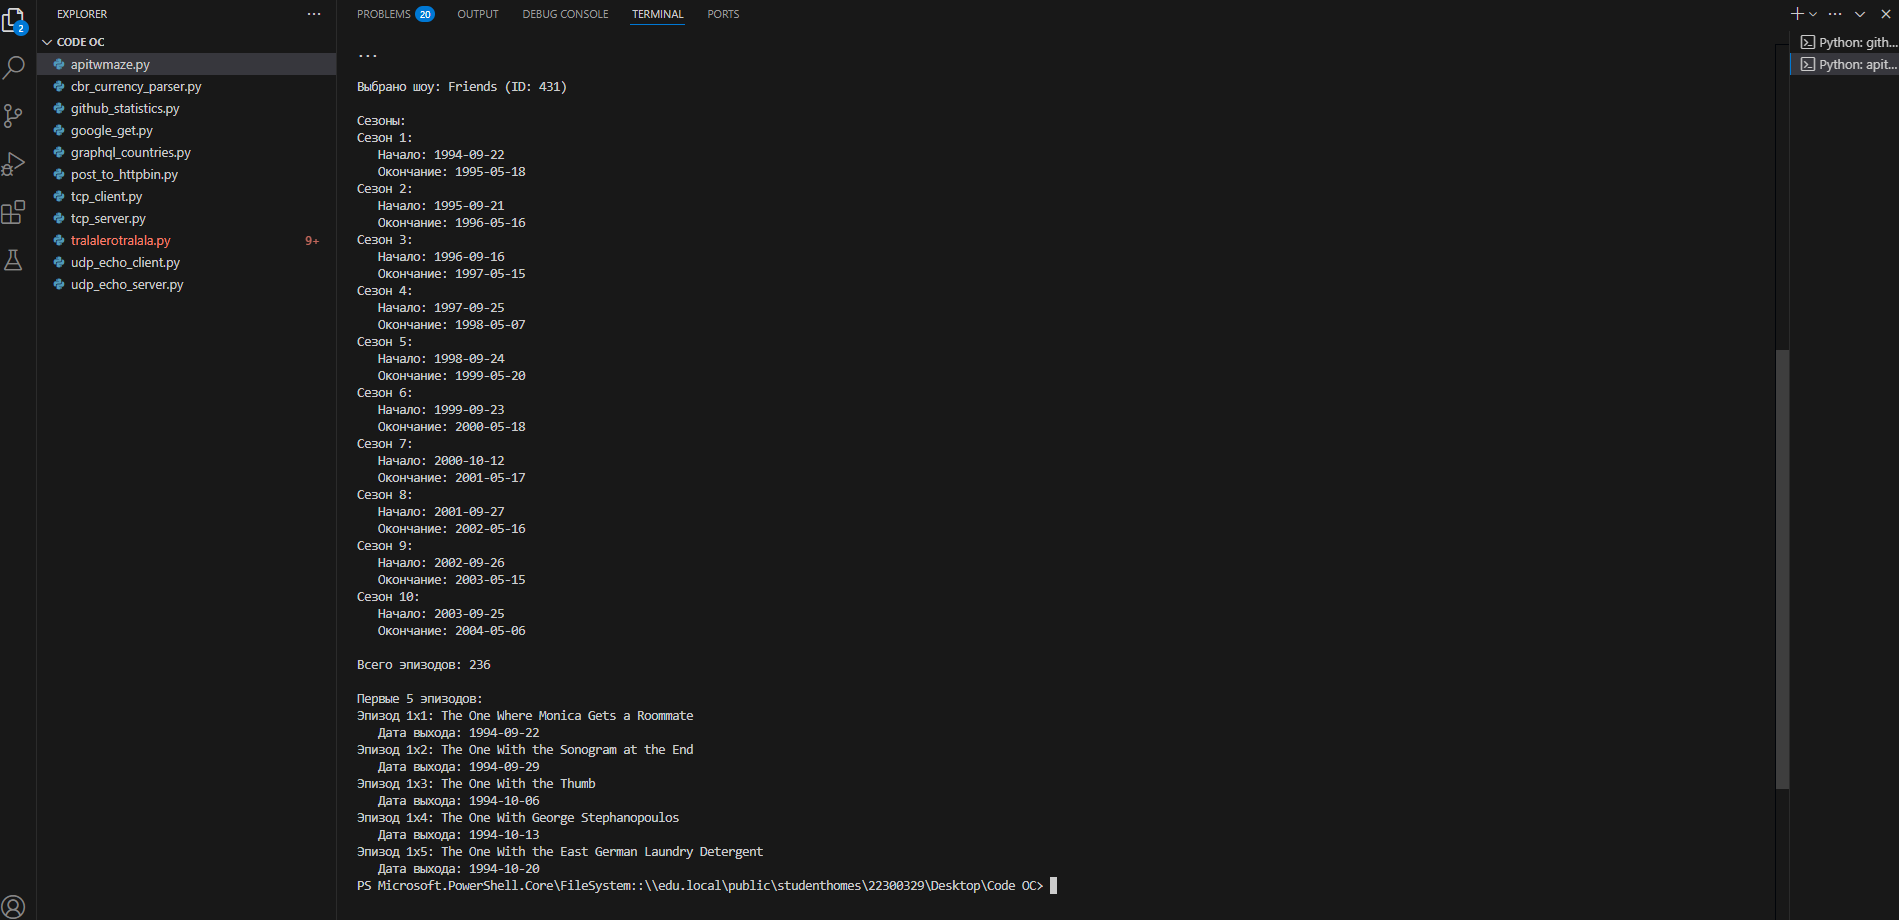 EXPLORER
CODE OC
apitwmaze.py
cbr_currency_parser.py
github_statistics.py
google_get.py
graphql_countries.py
post_to_httpbin.py
tcp_client.py
tcp_server.py
tralalerotralala.py 9+
udp_echo_client.py
udp_echo_server.py
2
PROBLEMS 20 OUTPUT DEBUG CONSOLE TERMINAL PORTS
...
Выбрано шоу: Friends (ID: 431)
Сезоны:
Сезон 1:
Начало: 1994-09-22
Окончание: 1995-05-18
Сезон 2:
Начало: 1995-09-21
Окончание: 1996-05-16
Сезон 3:
Начало: 1996-09-16
Окончание: 1997-05-15
Сезон 4:
Начало: 1997-09-25
Окончание: 1998-05-07
Сезон 5:
Начало: 1998-09-24
Окончание: 1999-05-20
Сезон 6:
Начало: 1999-09-23
Окончание: 2000-05-18
Сезон 7:
Начало: 2000-10-12
Окончание: 2001-05-17
Сезон 8:
Начало: 2001-09-27
Окончание: 2002-05-16
Сезон 9:
Начало: 2002-09-26
Окончание: 2003-05-15
Сезон 10:
Начало: 2003-09-25
Окончание: 2004-05-06
Всего эпизодов: 236
Первые 5 эпизодов:
Эпизод 1x1: The One Where Monica Gets a Roommate
Дата выхода: 1994-09-22
Эпизод 1x2: The One With the Sonogram at the End
Дата выхода: 1994-09-29
Эпизод 1x3: The One With the Thumb
Дата выхода: 1994-10-06
Эпизод 1x4: The One With George Stephanopoulos
Дата выхода: 1994-10-13
Эпизод 1x5: The One With the East German Laundry Detergent
Дата выхода: 1994-10-20
PS Microsoft.PowerShell.Core\FileSystem::\\edu.local\public\studenthomes\22300329\Desktop\Code OC>
Python: gith...
Python: apit...